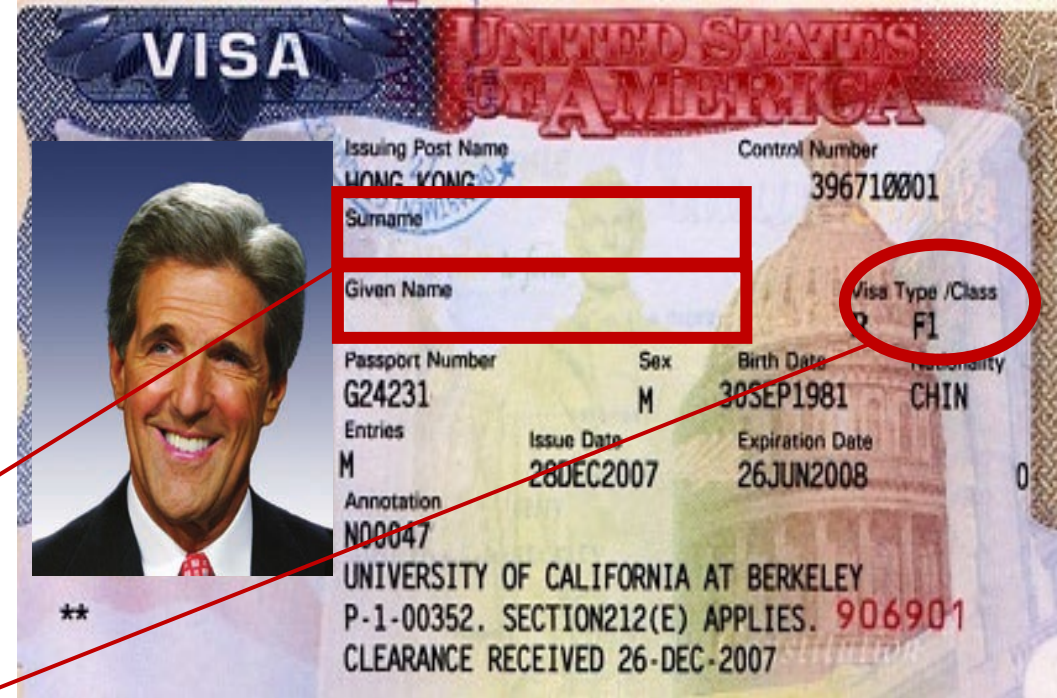 VISA UNITED STATES
OF AMERICA
Issuing Post Name Control Number
HONG KONG 396710001
Surname
Given Name Visa Type /Class
R F1
Passport Number Sex Birth Date Nationality
G24231 M 30SEP1981 CHIN
Entries Issue Date Expiration Date
M 28DEC2007 26JUN2008 0
Annotation
N00047
UNIVERSITY OF CALIFORNIA AT BERKELEY
** P-1-00352. SECTION212(E) APPLIES. 906901
CLEARANCE RECEIVED 26-DEC-2007